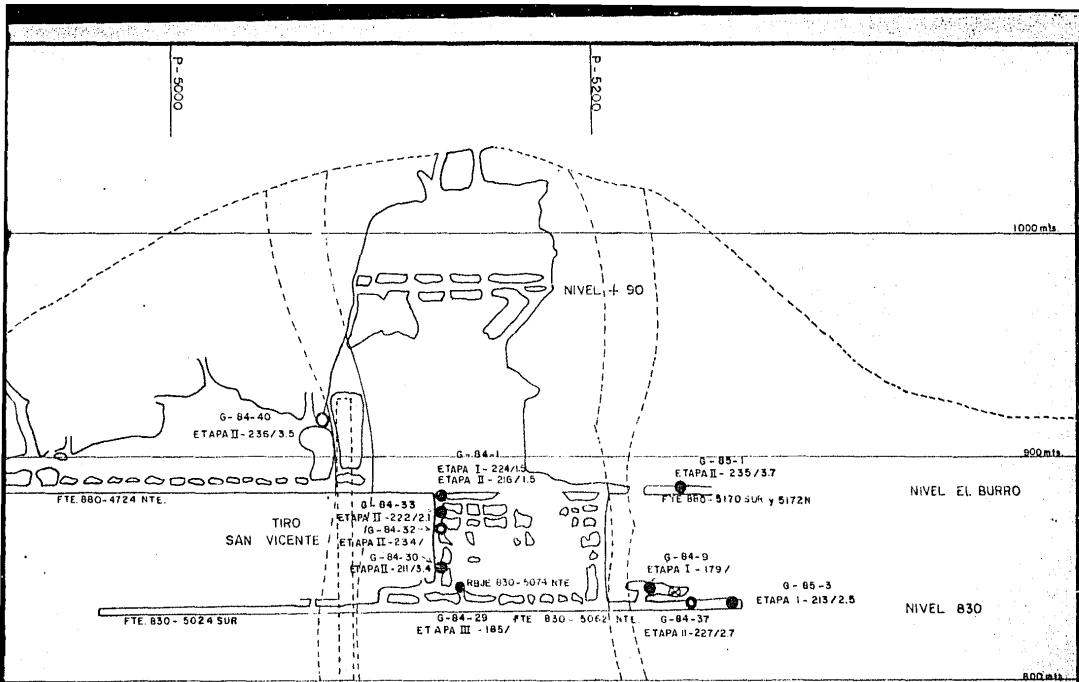 P-5000
P-5200
1000 mts.
NIVEL + 90
G-84-40
ETAPA II-236/3.5
900 mts.
G-84-1
ETAPA I-224/1.5
ETAPA II-216/1.5
G-85-1
ETAPA II-235/3.7
FTE. 880-4724 NTE.
FTE 880-5170 SUR y 5172N
NIVEL EL BURRO
G-84-33
ETAPA II-222/2.1
TIRO
SAN VICENTE
G-84-32
ETAPA II-234/
G-84-30
ETAPA II-211/3.4
RBJE 830-5074 NTE
G-84-9
ETAPA I-179/
G-85-3
ETAPA I-213/2.5
NIVEL 830
FTE. 830-5024 SUR
G-84-29
ETAPA III-185/
FTE 830-5062 NTE.
G-84-37
ETAPA II-227/2.7
800 mts.